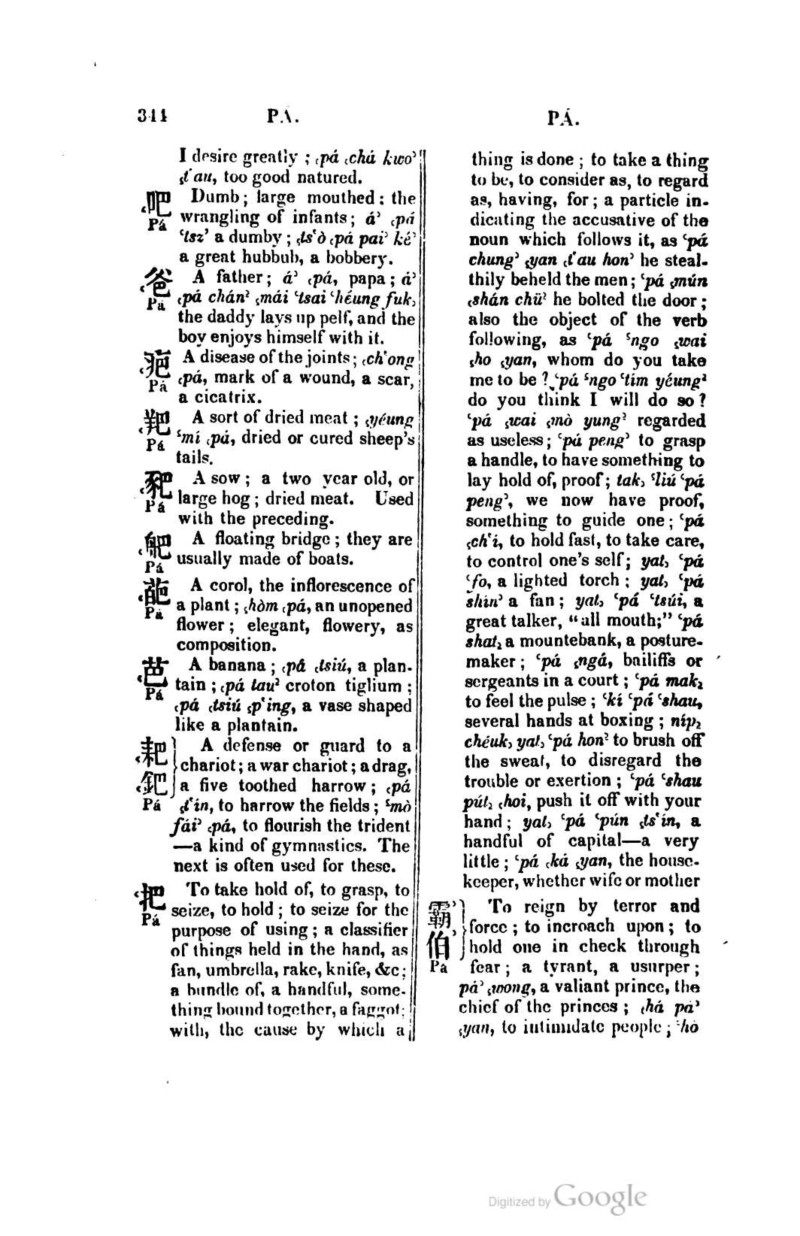 344 PA. PÁ.
I desire greatly ; ꜀pá ꜀chá kwo꜄
꜁t‘au, too good natured.
吧 Dumb ; large mouthed : the
Pá wrangling of infants ; á꜄ ꜀pá
꜂tsz’ a dumby ; ꜁ts‘ò ꜀pá pai꜄ ké꜄
a great hubbub, a bobbery.
爸 A father ; á꜄ ꜀pá, papa ; á꜄
Pá ꜀pá chán꜅ ꜁mái ꜂tsai ꜂héung fuk꜆
the daddy lays up pelf, and the
boy enjoys himself with it.
疤 A disease of the joints ; ꜀ch‘ong
Pá ꜀pá, mark of a wound, a scar,
a cicatrix.
A sort of dried meat ; ꜁yéung
Pá ꜃mí ꜀pá, dried or cured sheep’s
tails.
豝 A sow ; a two year old, or
Pá large hog ; dried meat. Used
with the preceding.
A floating bridge ; they are
Pá usually made of boats.
葩 A corol, the inflorescence of
Pá a plant ; ꜁hòm ꜀pá, an unopened
flower ; elegant, flowery, as
composition.
芭 A banana ; ꜀pá ꜀tsiú, a plan-
Pá tain ; ꜀pá tau꜅ croton tiglium ;
꜀pá ꜀tsiú ꜁p‘ing, a vase shaped
like a plantain.
耙 A defense or guard to a
chariot ; a war chariot ; a drag,
鈀 a five toothed harrow ; ꜀pá
Pá ꜁t‘in, to harrow the fields ; ꜃mò
fái꜄ ꜀pá, to flourish the trident
—a kind of gymnastics. The
next is often used for these.
把 To take hold of, to grasp, to
Pá seize, to hold ; to seize for the
purpose of using ; a classifier
of things held in the hand, as
fan, umbrella, rake, knife, &c ;
a bundle of, a handful, some-
thing bound together, a faggot ;
with, the cause by which a
thing is done ; to take a thing
to be, to consider as, to regard
as, having, for ; a particle in-
dicating the accusative of the
noun which follows it, as ꜂pá
chung꜄ ꜁yan ꜀t‘au hon꜄ he steal-
thily beheld the men ; ꜂pá ꜁mún
꜀shán chü꜅ he bolted the door ;
also the object of the verb
following, as ꜂pá ꜃ngo ꜁wai
꜁ho ꜁yan, whom do you take
me to be ? ꜂pá ꜃ngo ꜂tím yéung꜅
do you think I will do so ?
꜂pá ꜁wai ꜁mò yung꜅ regarded
as useless ; ꜂pá peng꜄ to grasp
a handle, to have something to
lay hold of, proof ; tak꜆ ꜃liú ꜂pá
peng꜄, we now have proof,
something to guide one ; ꜂pá
꜁ch‘í, to hold fast, to take care,
to control one’s self ; yat꜆ ꜂pá
꜂fo, a lighted torch ; yat꜆ ꜂pá
shin꜄ a fan ; yat꜆ ꜂pá ꜂tsúi, a
great talker, “all mouth ;” ꜂pá
shat꜇ a mountebank, a posture-
maker ; ꜂pá ꜁ngá, bailiffs or
sergeants in a court ; ꜂pá mak꜇
to feel the pulse ; ꜂kí ꜂pá ꜂shau,
several hands at boxing ; níp꜇
chéuk꜆ yat꜆ ꜂pá hon꜅ to brush off
the sweat, to disregard the
trouble or exertion ; ꜂pá ꜂shau
pút꜆ ꜀hoi, push it off with your
hand ; yat꜆ ꜂pá ꜂pún ꜁ts‘ín, a
handful of capital—a very
little ; ꜂pá ꜀ká ꜁yan, the house-
keeper, whether wife or mother
霸 To reign by terror and
force ; to incroach upon ; to
伯 hold one in check through
Pá fear ; a tyrant, a usurper ;
pá꜄ ꜁wong, a valiant prince, the
chief of the princes ; ꜀há pá꜄
꜁yan, to intimidate people ; ꜂hò
Digitized by Google